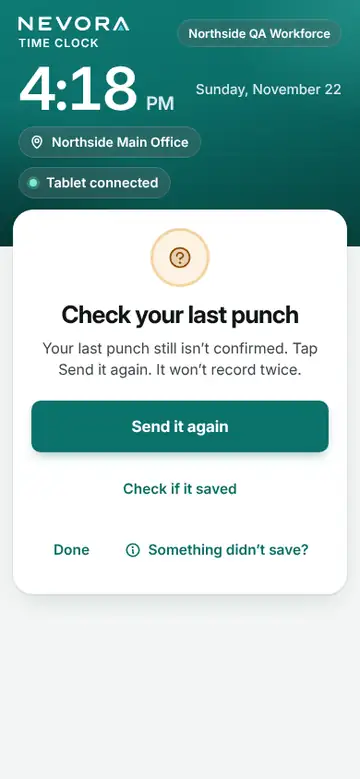 NEVORA
TIME CLOCK
Northside QA Workforce
4:18 PM
Sunday, November 22
Northside Main Office
Tablet connected
Check your last punch
Your last punch still isn’t confirmed. Tap
Send it again. It won’t record twice.
Send it again
Check if it saved
Done
Something didn’t save?